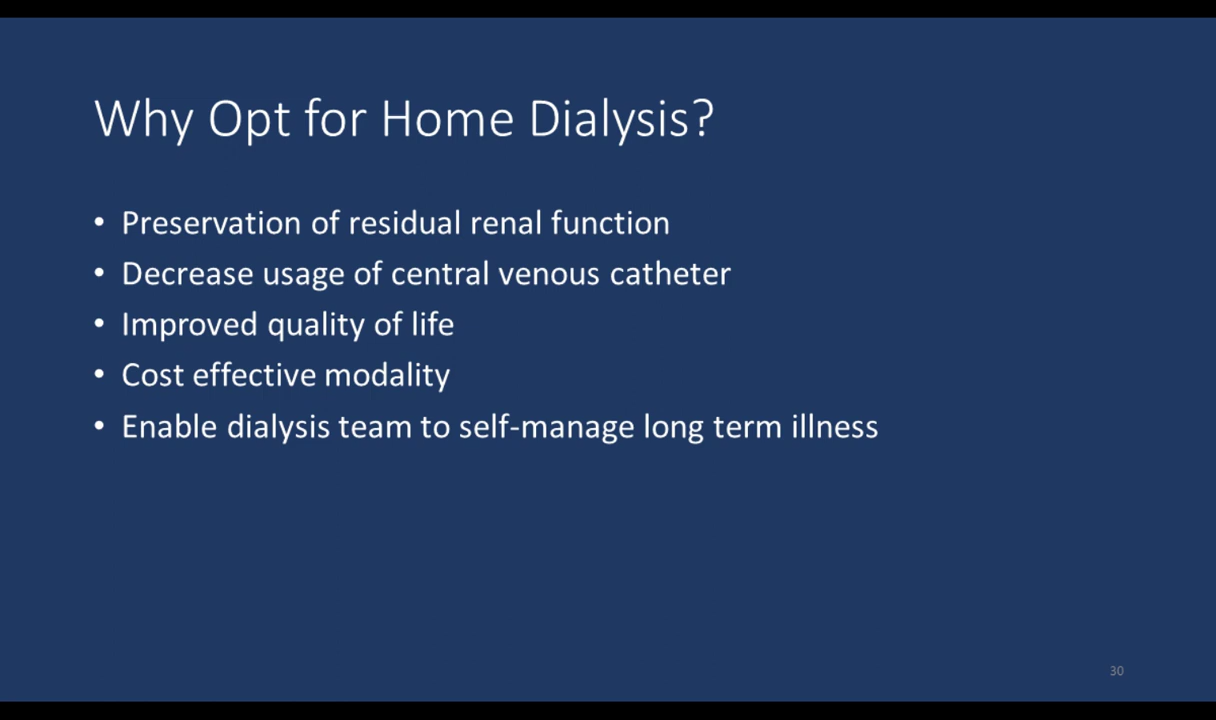 Why Opt for Home Dialysis?
• Preservation of residual renal function
• Decrease usage of central venous catheter
• Improved quality of life
• Cost effective modality
• Enable dialysis team to self-manage long term illness
30